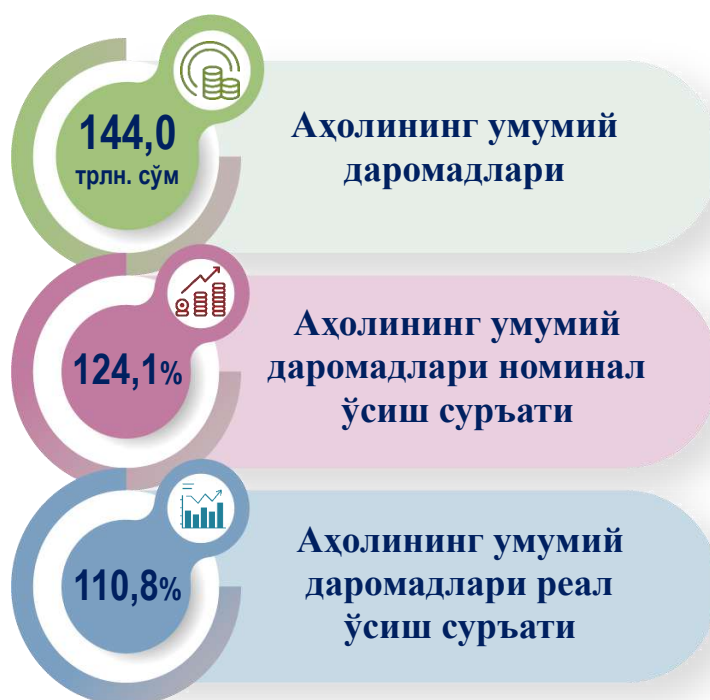 144,0
трлн. сўм
Аҳолининг умумий
даромадлари
124,1%
Аҳолининг умумий
даромадлари номинал
ўсиш суръати
110,8%
Аҳолининг умумий
даромадлари реал
ўсиш суръати